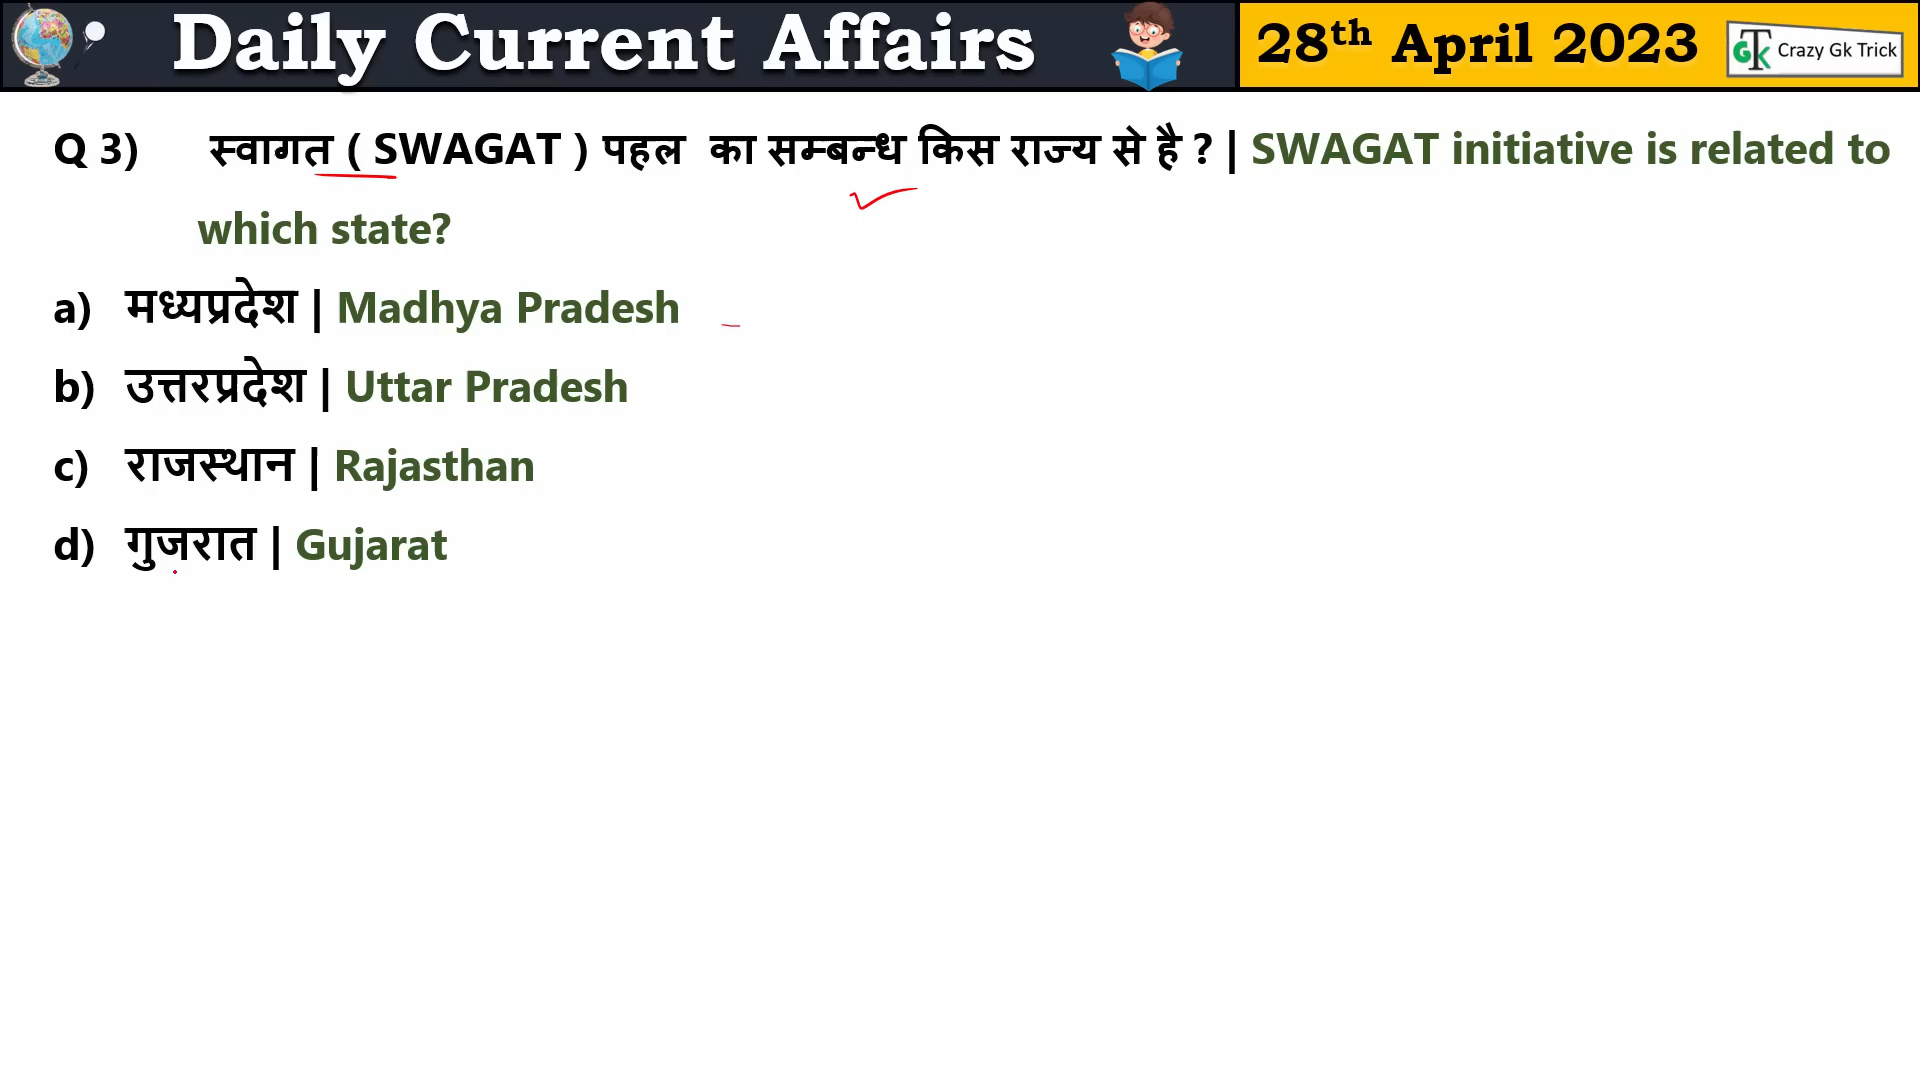 Daily Current Affairs
28th April 2023
GTK Crazy Gk Trick
Q 3) स्वागत ( SWAGAT ) पहल का सम्बन्ध किस राज्य से है ? | SWAGAT initiative is related to
which state?
a) मध्यप्रदेश | Madhya Pradesh
b) उत्तरप्रदेश | Uttar Pradesh
c) राजस्थान | Rajasthan
d) गुजरात | Gujarat